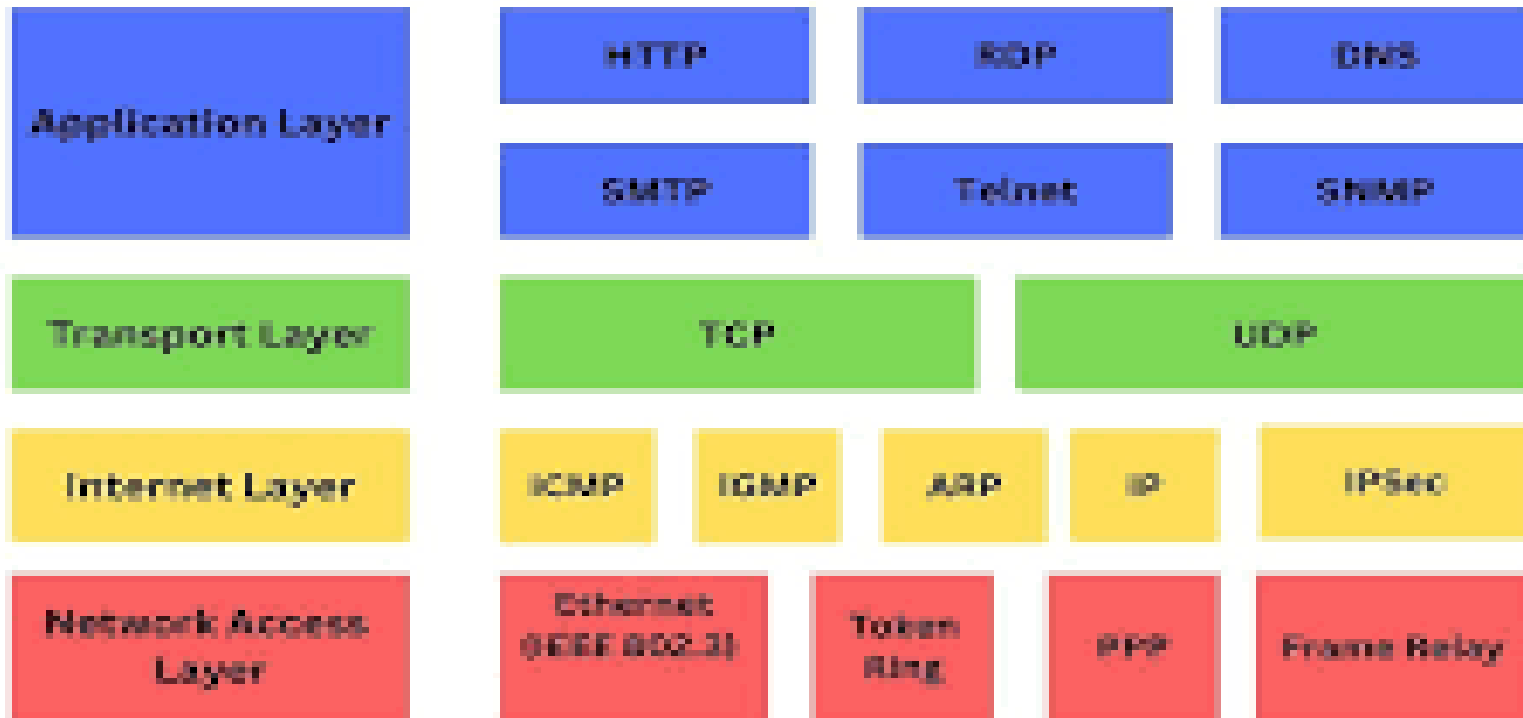 Application Layer
HTTP
RDP
DNS
SMTP
Telnet
SNMP
Transport Layer
TCP
UDP
Internet Layer
ICMP
IGMP
ARP
IP
IPSec
Network Access
Layer
Ethernet
(IEEE 802.3)
Token
Ring
PPP
Frame Relay